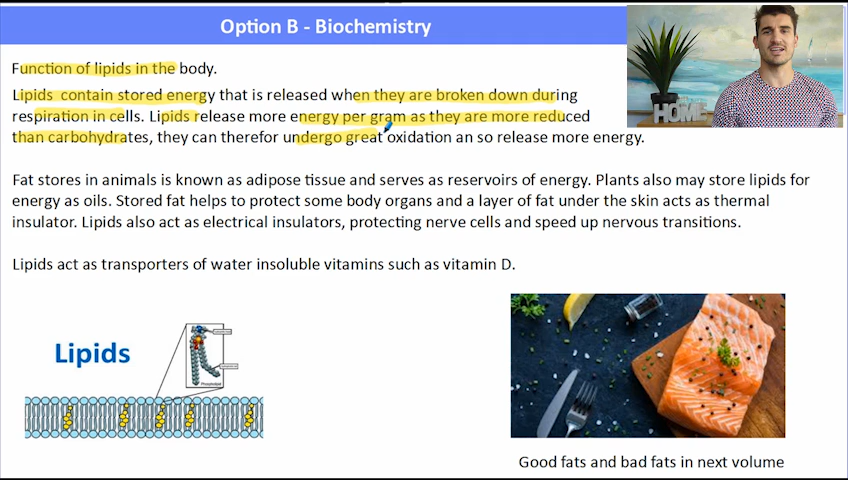 Option B - Biochemistry
Function of lipids in the body.
Lipids contain stored energy that is released when they are broken down during
respiration in cells. Lipids release more energy per gram as they are more reduced
than carbohydrates, they can therefor undergo great oxidation an so release more energy.
Fat stores in animals is known as adipose tissue and serves as reservoirs of energy. Plants also may store lipids for
energy as oils. Stored fat helps to protect some body organs and a layer of fat under the skin acts as thermal
insulator. Lipids also act as electrical insulators, protecting nerve cells and speed up nervous transitions.
Lipids act as transporters of water insoluble vitamins such as vitamin D.
Lipids
Phospholipid
Good fats and bad fats in next volume
HOME